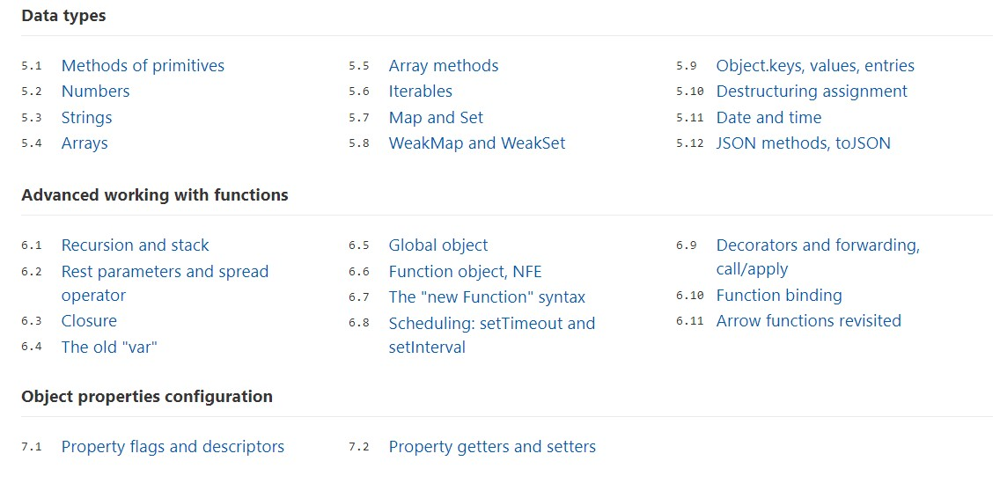 Data types
5.1 Methods of primitives
5.2 Numbers
5.3 Strings
5.4 Arrays
5.5 Array methods
5.6 Iterables
5.7 Map and Set
5.8 WeakMap and WeakSet
5.9 Object.keys, values, entries
5.10 Destructuring assignment
5.11 Date and time
5.12 JSON methods, toJSON
Advanced working with functions
6.1 Recursion and stack
6.2 Rest parameters and spread
operator
6.3 Closure
6.4 The old "var"
6.5 Global object
6.6 Function object, NFE
6.7 The "new Function" syntax
6.8 Scheduling: setTimeout and
setInterval
6.9 Decorators and forwarding,
call/apply
6.10 Function binding
6.11 Arrow functions revisited
Object properties configuration
7.1 Property flags and descriptors
7.2 Property getters and setters